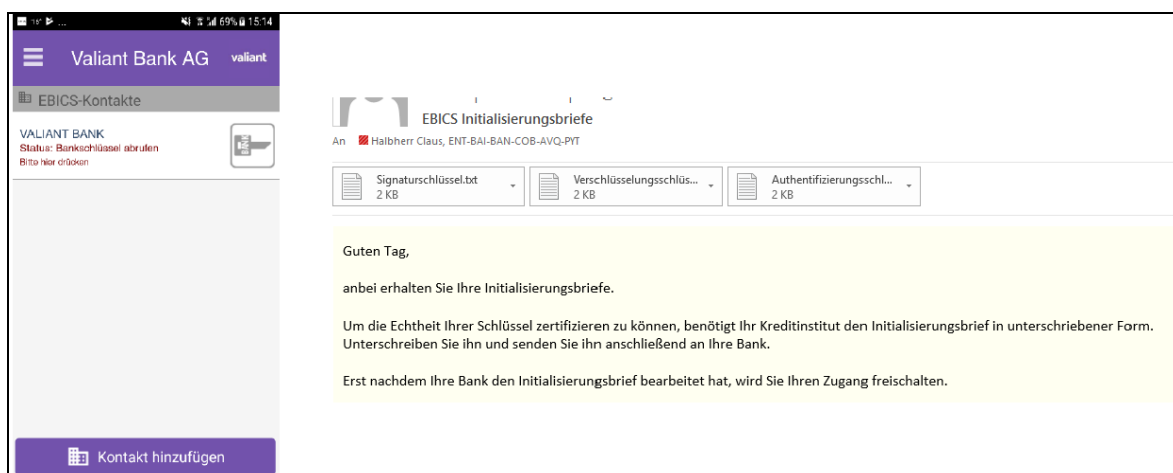 69% 15:14
Valiant Bank AG valiant
EBICS-Kontakte
VALIANT BANK
Status: Bankschlüssel abrufen
Bitte hier drücken
Kontakt hinzufügen
EBICS Initialisierungsbriefe
An Halbherr Claus, ENT-BAI-BAN-COB-AVQ-PYT
Signaturschlüssel.txt
2 KB
Verschlüsselungsschlüs...
2 KB
Authentifizierungsschl...
2 KB
Guten Tag,
anbei erhalten Sie Ihre Initialisierungsbriefe.
Um die Echtheit Ihrer Schlüssel zertifizieren zu können, benötigt Ihr Kreditinstitut den Initialisierungsbrief in unterschriebener Form.
Unterschreiben Sie ihn und senden Sie ihn anschließend an Ihre Bank.
Erst nachdem Ihre Bank den Initialisierungsbrief bearbeitet hat, wird Sie Ihren Zugang freischalten.